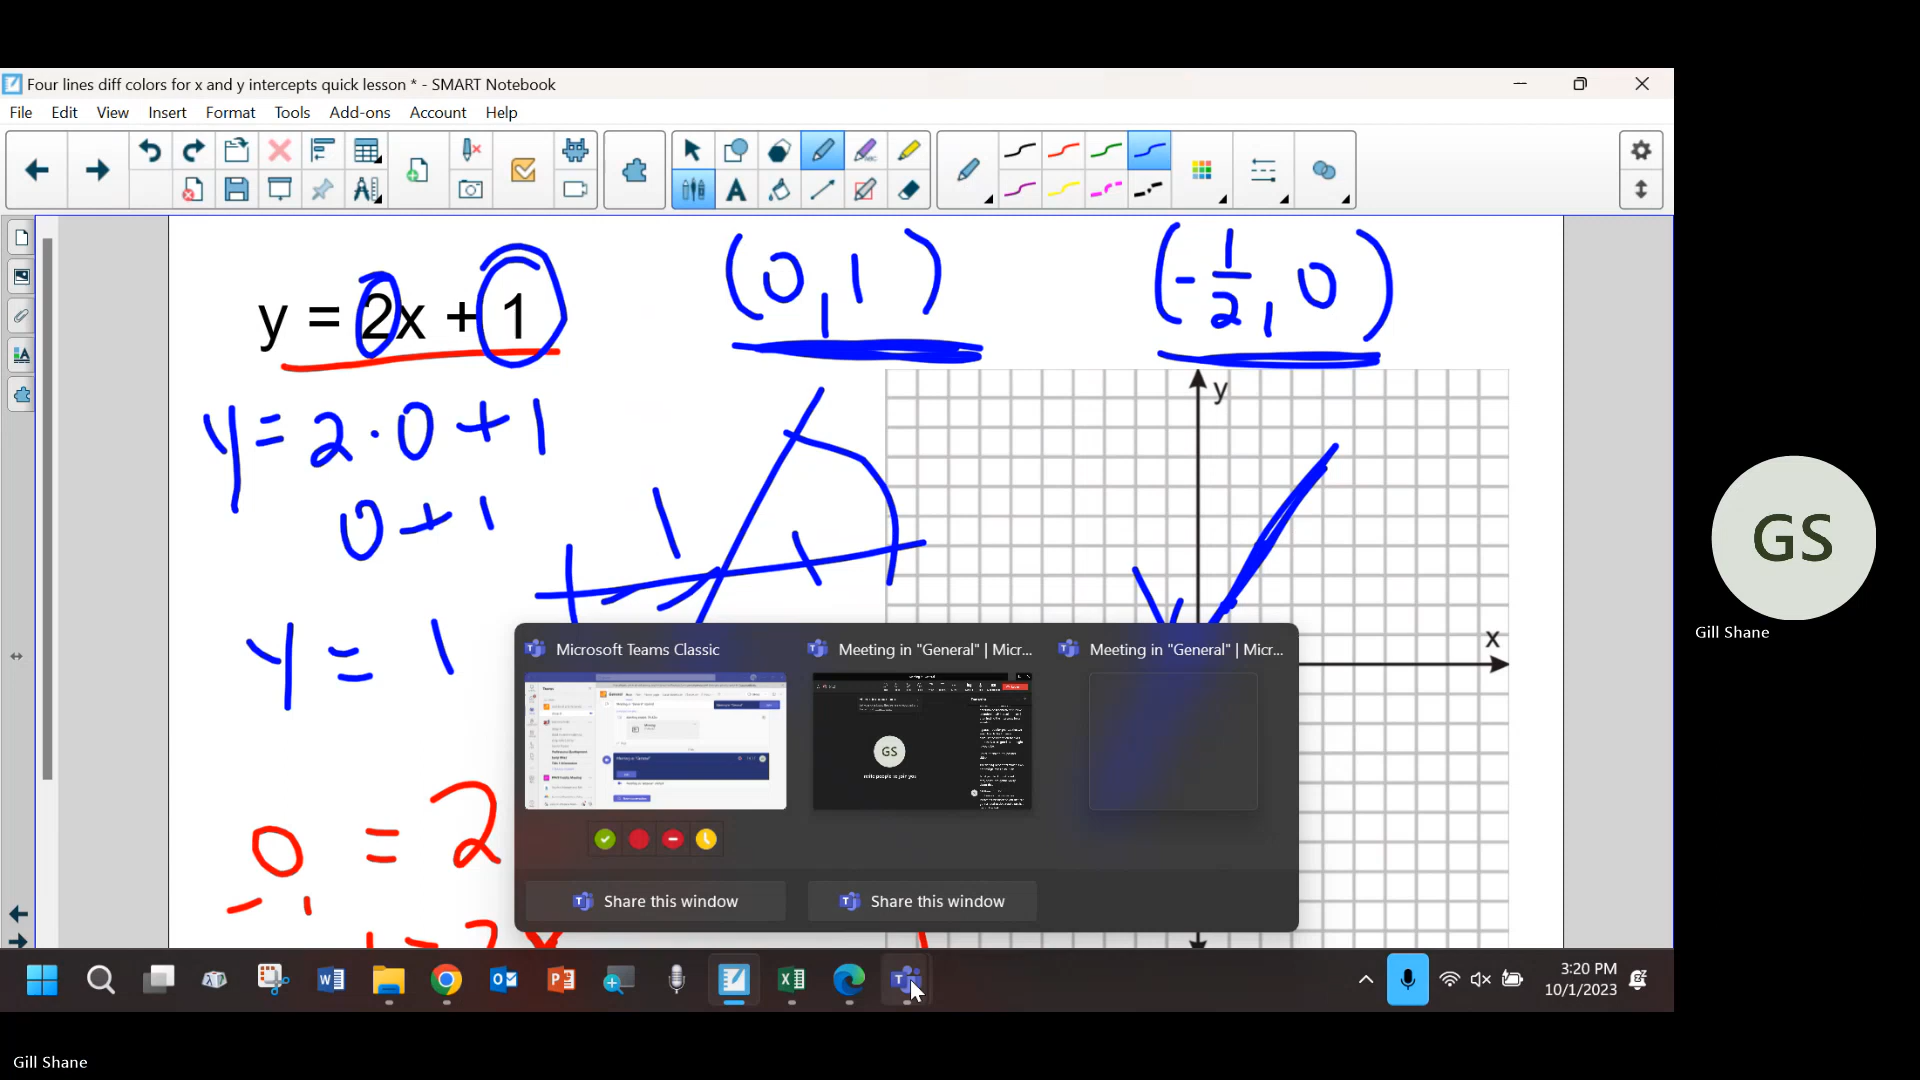 Four lines diff colors for x and y intercepts quick lesson * - SMART Notebook
File Edit View Insert Format Tools Add-ons Account Help
y = 2x + 1
(0, 1)
(-1/2, 0)
y = 2 · 0 + 1
0 + 1
y = 1
y
x
0 = 2
- 1
GS
Gill Shane
Microsoft Teams Classic
Meeting in "General" | Micr...
Meeting in "General" | Micr...
GS
Share this window
Share this window
3:20 PM
10/1/2023
Gill Shane